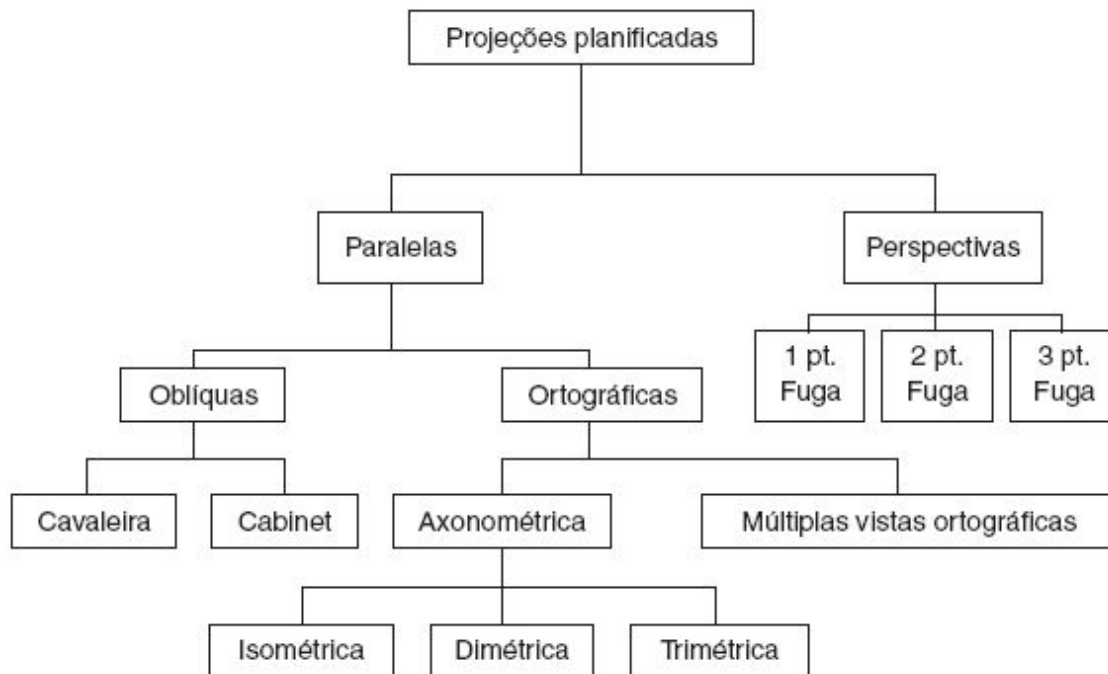 Projeções planificadas
Paralelas
Perspectivas
1 pt.
Fuga
2 pt.
Fuga
3 pt.
Fuga
Oblíquas
Ortográficas
Cavaleira
Cabinet
Axonométrica
Múltiplas vistas ortográficas
Isométrica
Dimétrica
Trimétrica